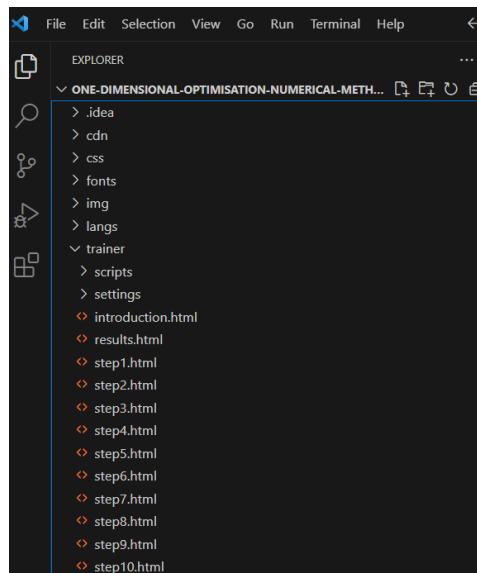 File Edit Selection View Go Run Terminal Help
EXPLORER
ONE-DIMENSIONAL-OPTIMISATION-NUMERICAL-METH...
.idea
cdn
css
fonts
img
langs
trainer
scripts
settings
introduction.html
results.html
step1.html
step2.html
step3.html
step4.html
step5.html
step6.html
step7.html
step8.html
step9.html
step10.html